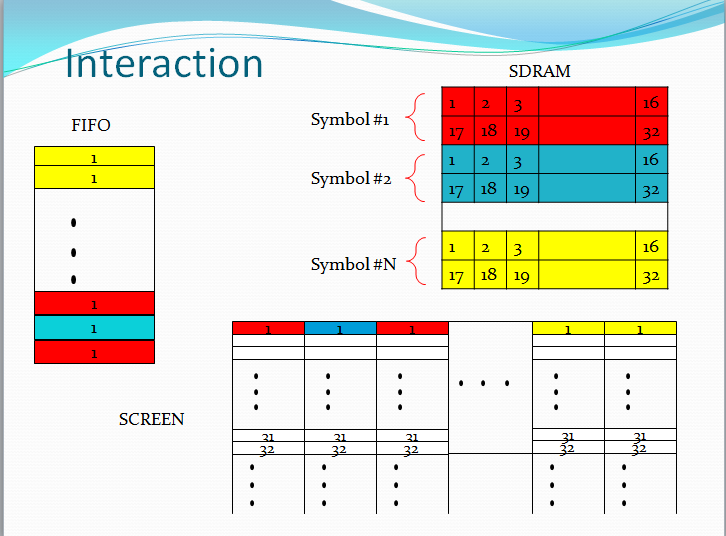 Interaction
SDRAM
FIFO
Symbol #1
1 2 3 16
17 18 19 32
Symbol #2
1 2 3 16
17 18 19 32
Symbol #N
1 2 3 16
17 18 19 32
1
1
1
1
1
SCREEN
1 1 1 1 1
31 31 31 31 31
32 32 32 32 32